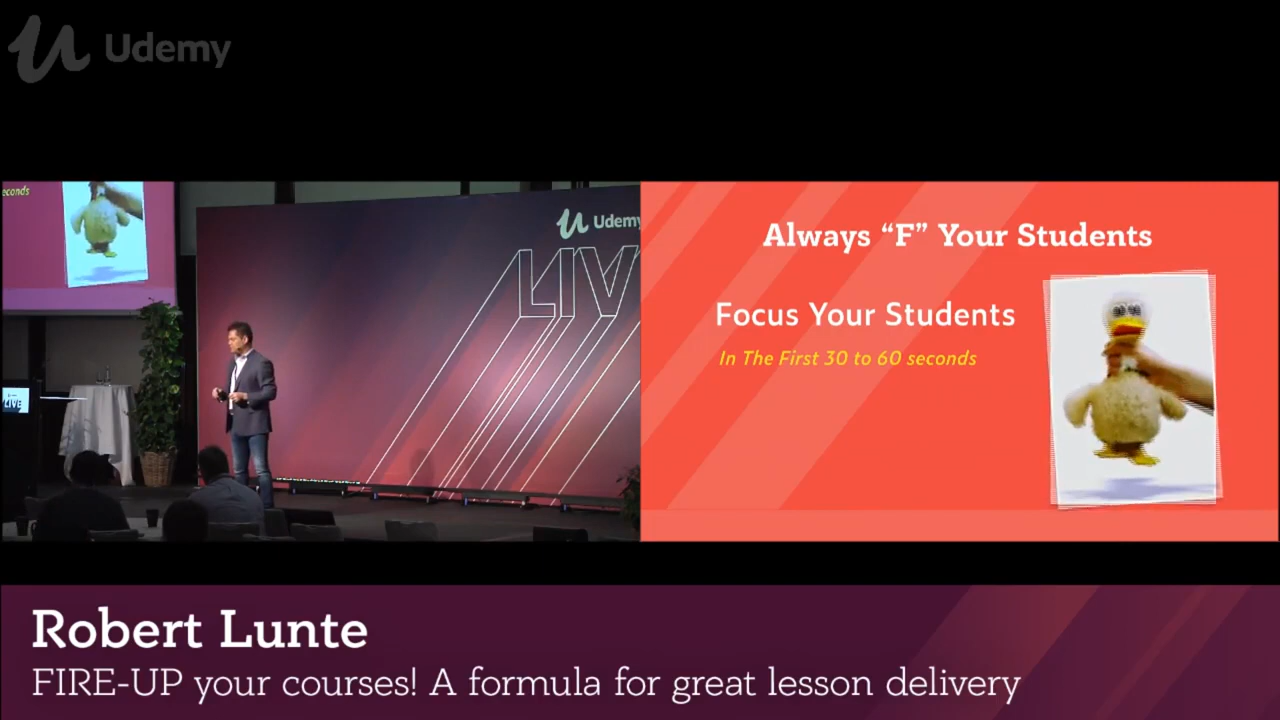 Udemy
econds
Udemy
LIV
LIVE
Always “F” Your Students
Focus Your Students
In The First 30 to 60 seconds
Robert Lunte
FIRE-UP your courses! A formula for great lesson delivery